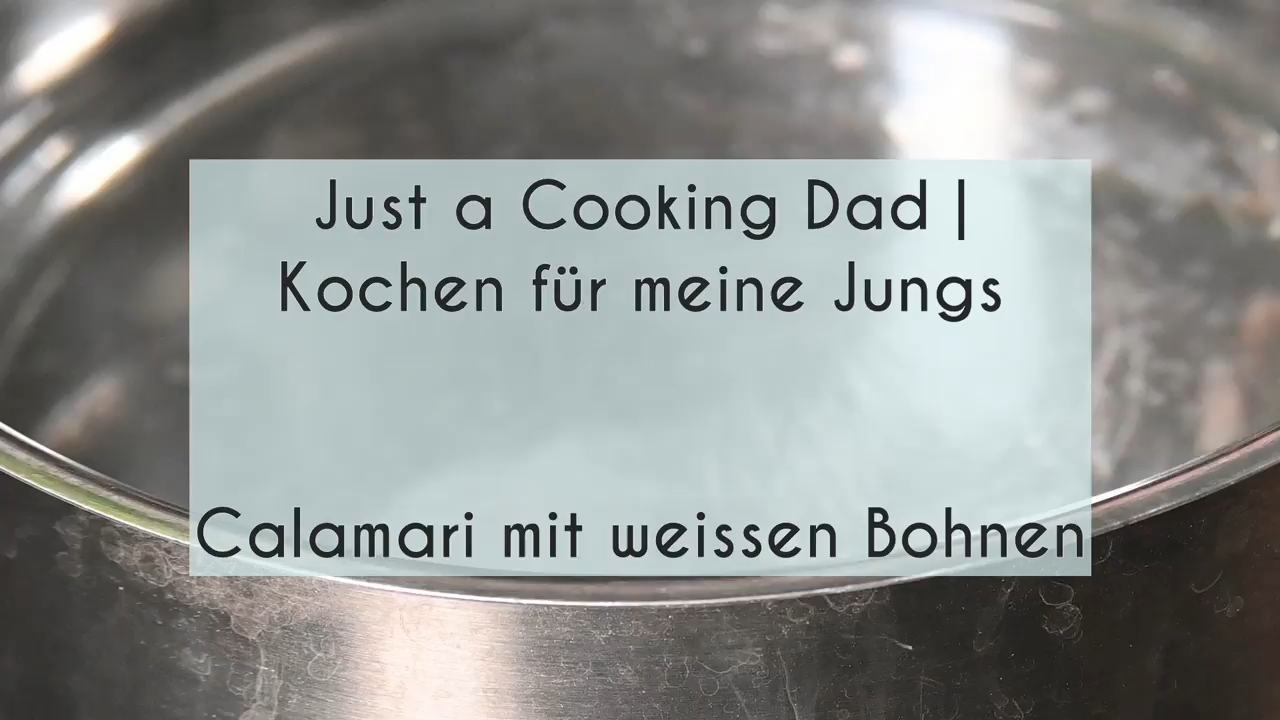 Just a Cooking Dad |
Kochen für meine Jungs
Calamari mit weissen Bohnen